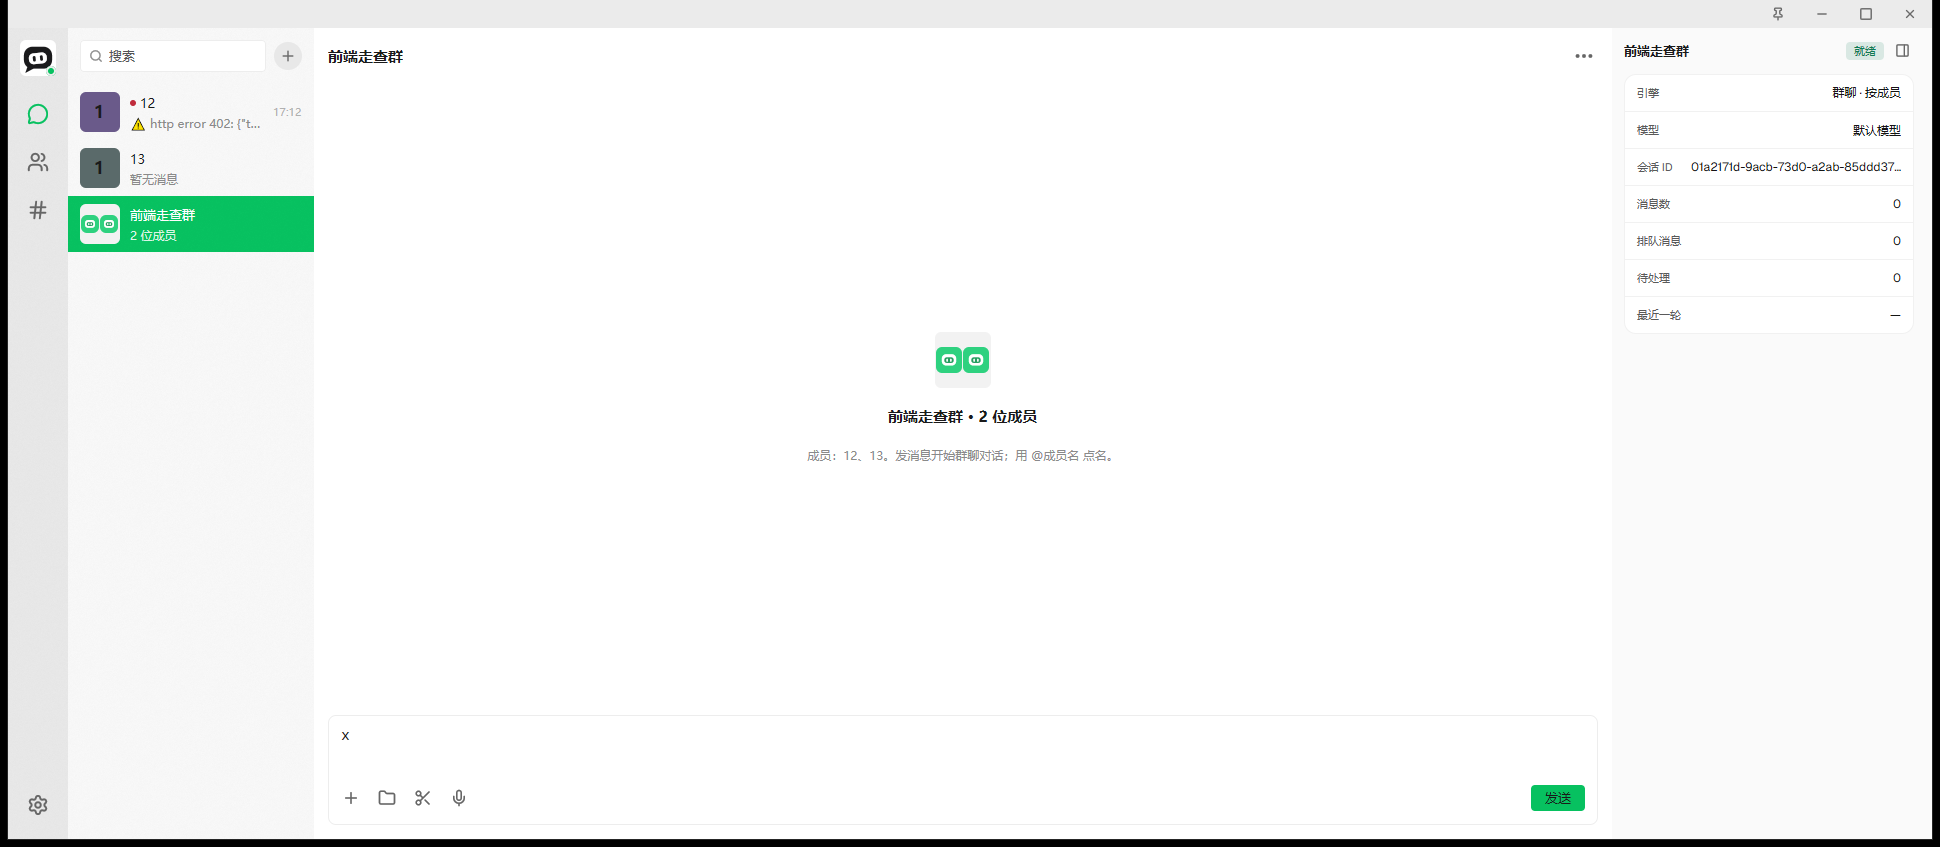 搜索
1
12
17:12
http error 402: {"t...
1
13
暂无消息
前端走查群
2 位成员
前端走查群
前端走查群 • 2 位成员
成员：12、13。发消息开始群聊对话；用 @成员名 点名。
x
发送
前端走查群
就绪
引擎
群聊 · 按成员
模型
默认模型
会话 ID
01a2171d-9acb-73d0-a2ab-85ddd37...
消息数
0
排队消息
0
待处理
0
最近一轮
—